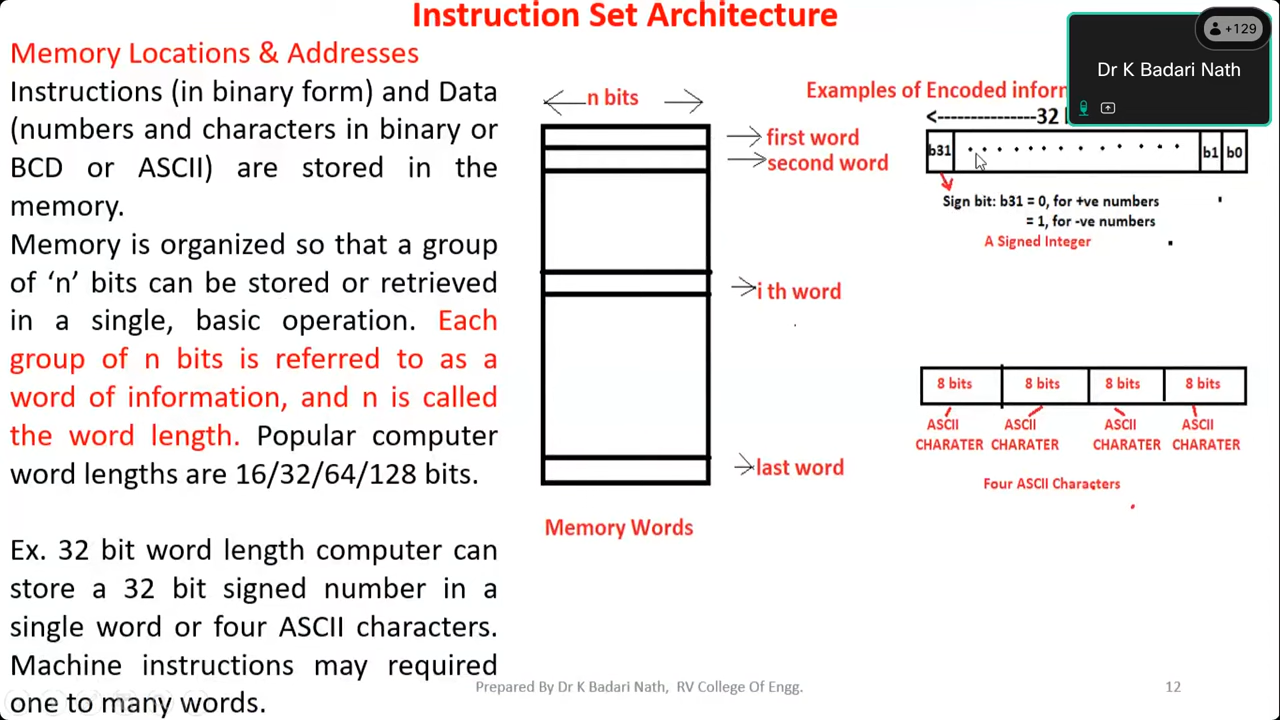 Instruction Set Architecture
+129
Dr K Badari Nath
Memory Locations & Addresses
Instructions (in binary form) and Data
(numbers and characters in binary or
BCD or ASCII) are stored in the
memory.
Memory is organized so that a group
of ‘n’ bits can be stored or retrieved
in a single, basic operation. Each
group of n bits is referred to as a
word of information, and n is called
the word length. Popular computer
word lengths are 16/32/64/128 bits.
Ex. 32 bit word length computer can
store a 32 bit signed number in a
single word or four ASCII characters.
Machine instructions may required
one to many words.
n bits
first word
second word
i th word
last word
Memory Words
Examples of Encoded
<---------------32
b31 b1 b0
Sign bit: b31 = 0, for +ve numbers
= 1, for -ve numbers
A Signed Integer
8 bits 8 bits 8 bits 8 bits
ASCII ASCII ASCII ASCII
CHARATER CHARATER CHARATER CHARATER
Four ASCII Characters
Prepared By Dr K Badari Nath, RV College Of Engg.
12